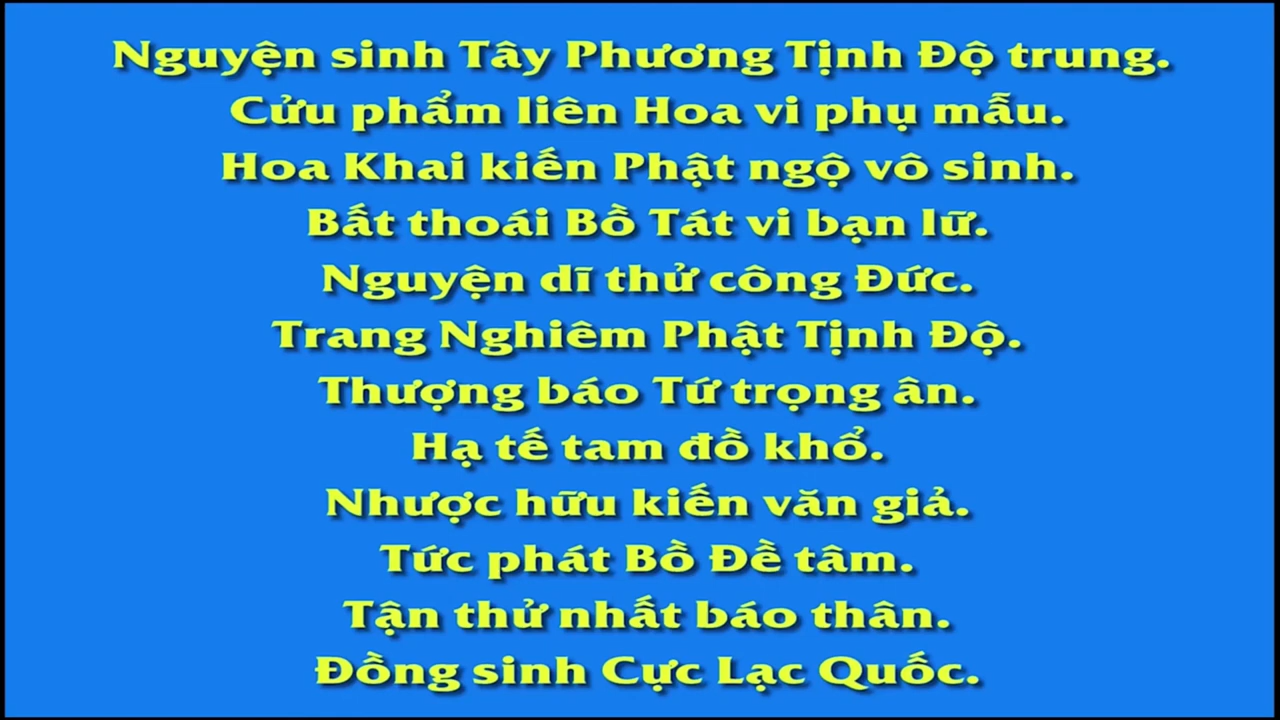 Nguyện sinh Tây Phương Tịnh Độ trung.
Cửu phẩm liên Hoa vi phụ mẫu.
Hoa Khai kiến Phật ngộ vô sinh.
Bất thoái Bồ Tát vi bạn lữ.
Nguyện dĩ thử công Đức.
Trang Nghiêm Phật Tịnh Độ.
Thượng báo Tứ trọng ân.
Hạ tế tam đồ khổ.
Nhược hữu kiến văn giả.
Tức phát Bồ Đề tâm.
Tận thử nhất báo thân.
Đồng sinh Cực Lạc Quốc.